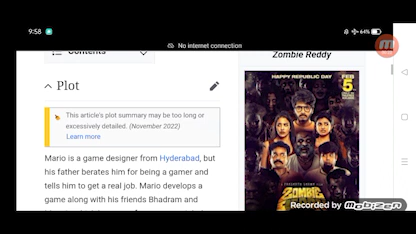 9:58
64%
No internet connection
Contents
Zombie Reddy
Plot
This article's plot summary may be too long or
excessively detailed. (November 2022)
Learn more
Mario is a game designer from Hyderabad, but
his father berates him for being a gamer and
tells him to get a real job. Mario develops a
game along with his friends Bhadram and
HAPPY REPUBLIC DAY
FEB
5
ZOMBIE
Recorded by mobizen